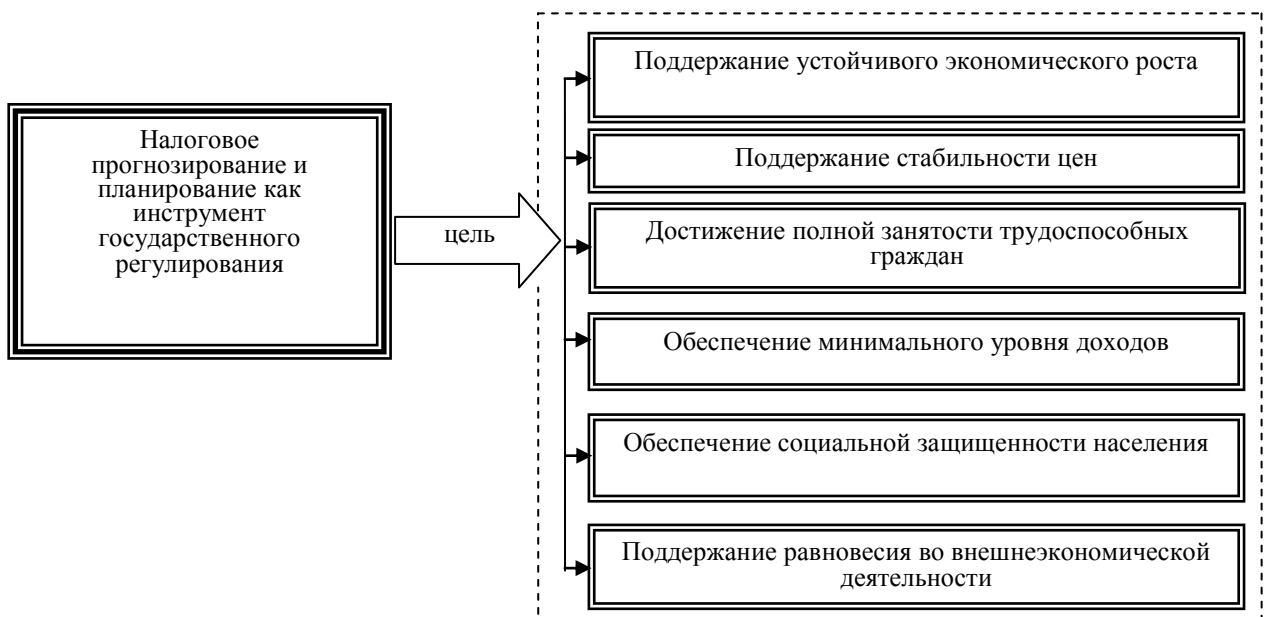 Налоговое
прогнозирование и
планирование как
инструмент
государственного
регулирования
цель
Поддержание устойчивого экономического роста
Поддержание стабильности цен
Достижение полной занятости трудоспособных
граждан
Обеспечение минимального уровня доходов
Обеспечение социальной защищенности населения
Поддержание равновесия во внешнеэкономической
деятельности